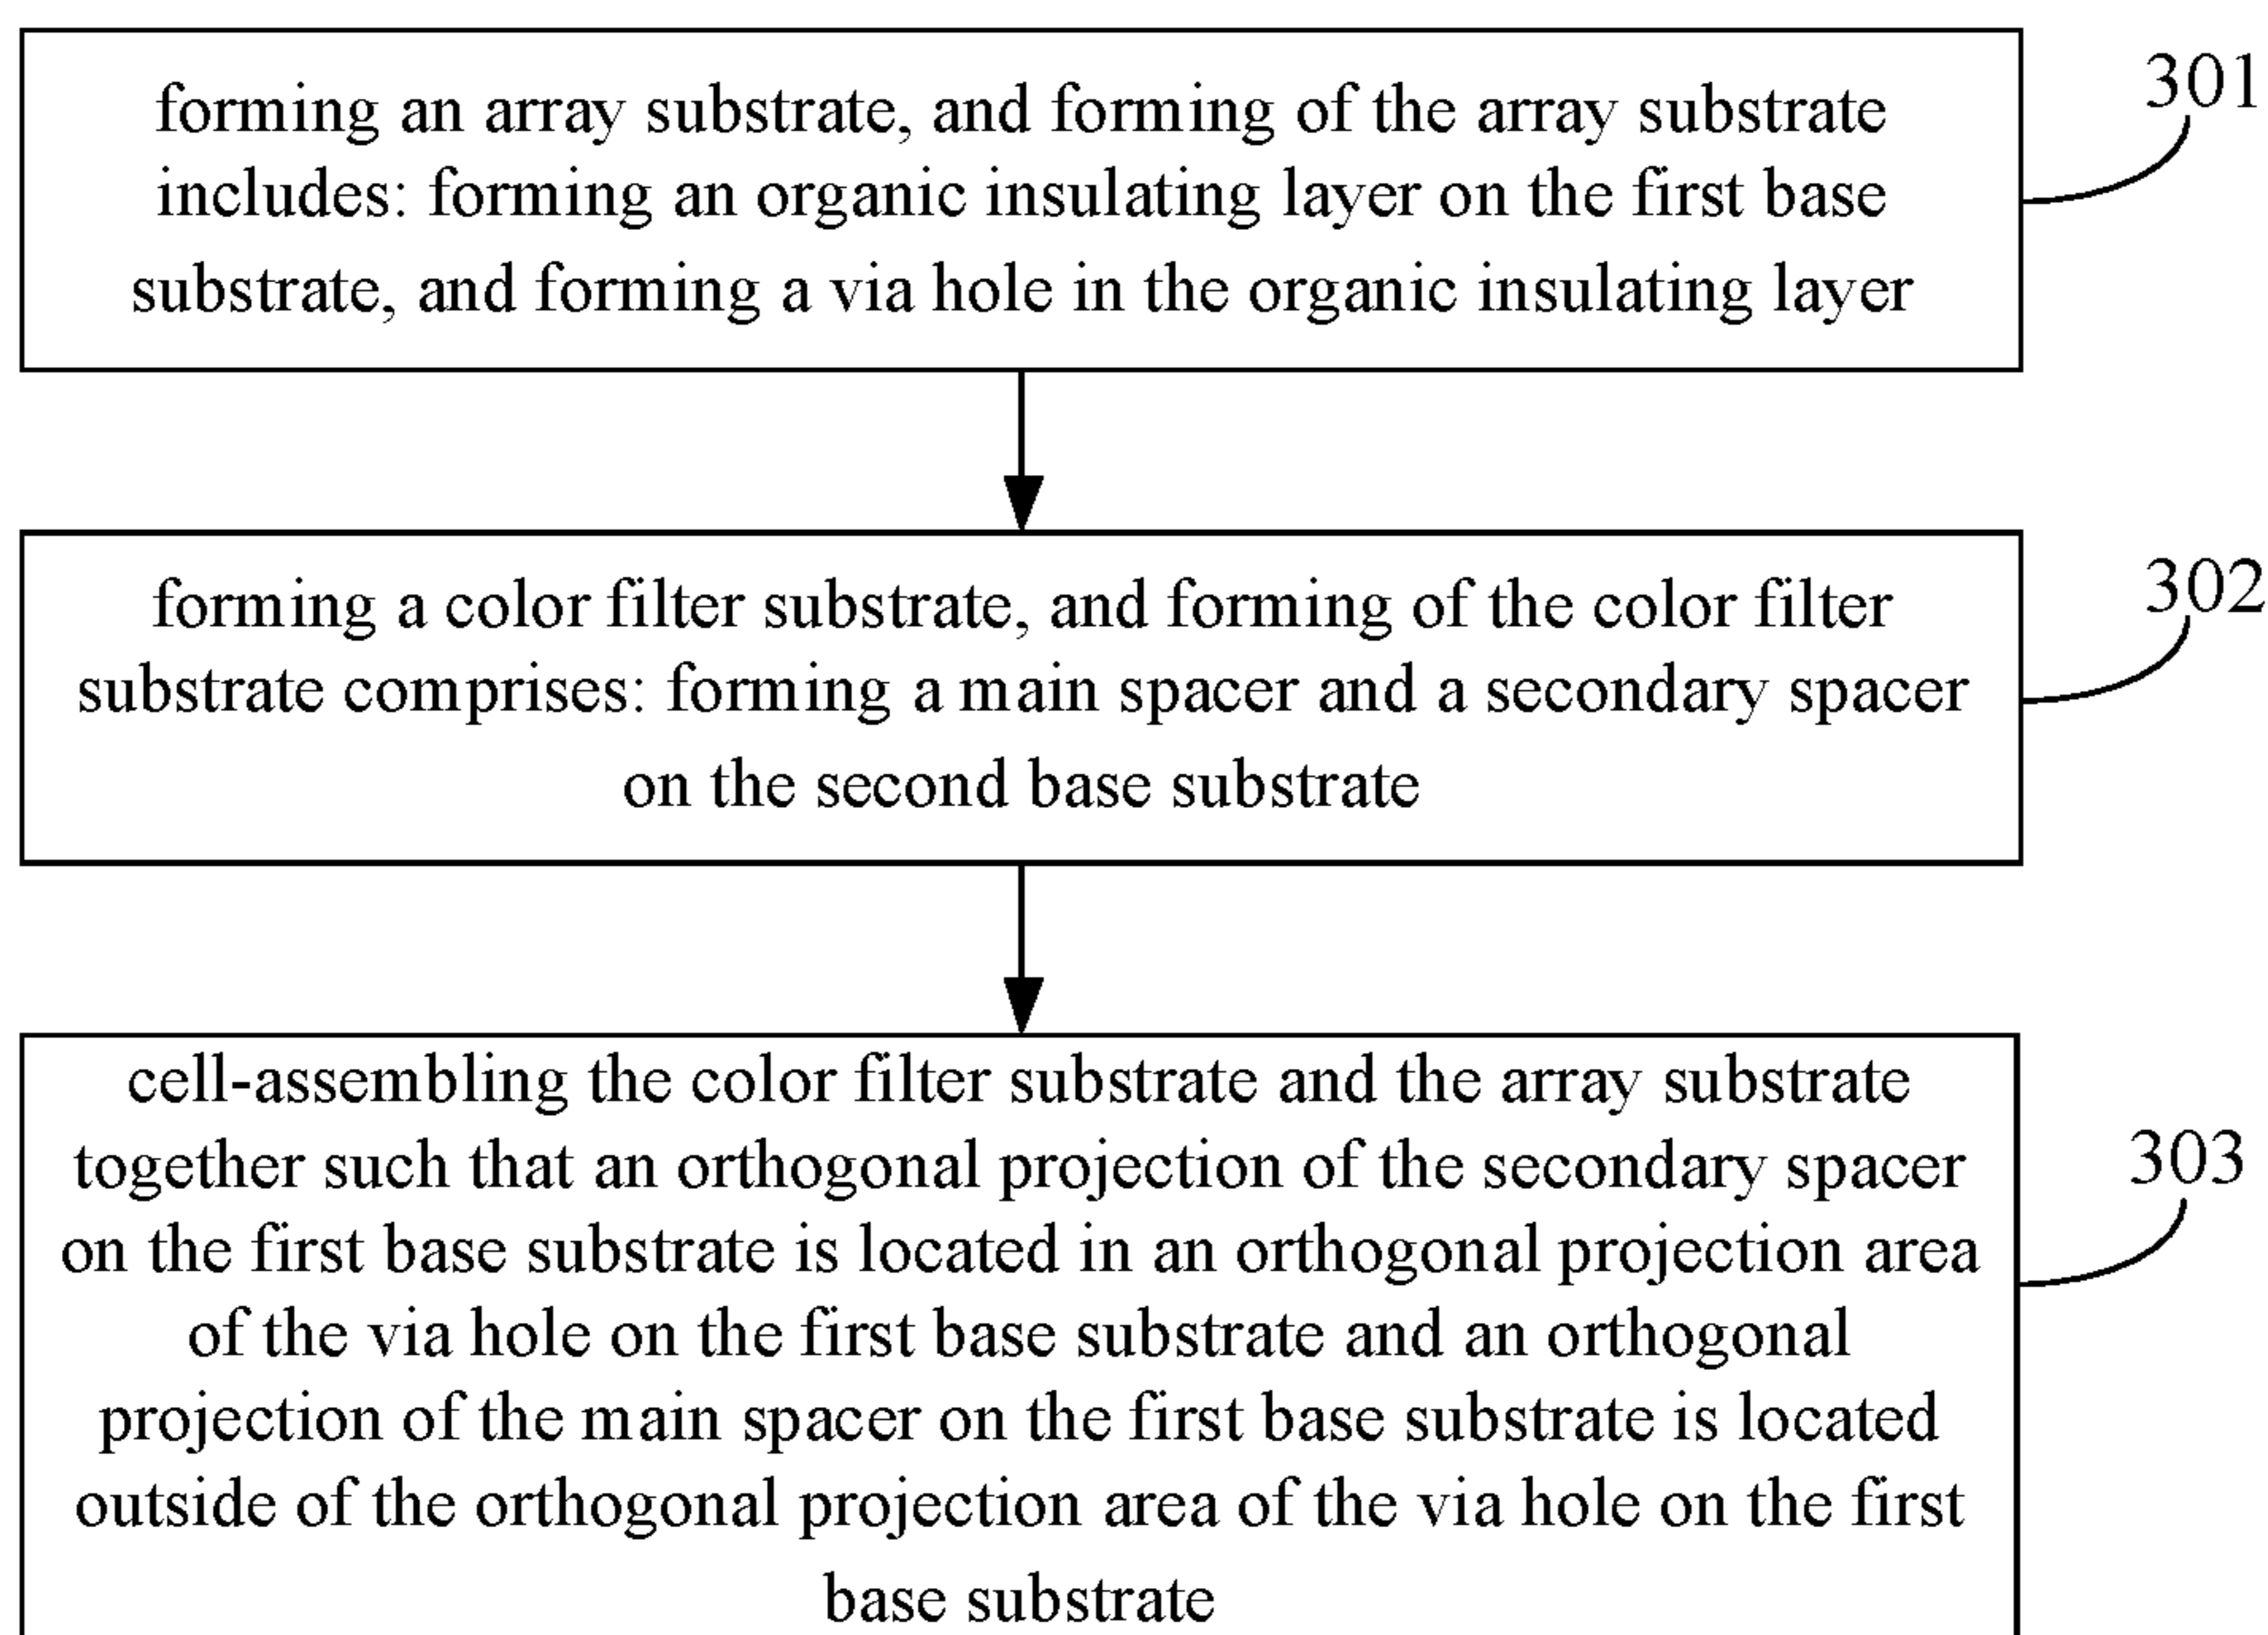 forming an array substrate, and forming of the array substrate
includes: forming an organic insulating layer on the first base
substrate, and forming a via hole in the organic insulating layer
301
forming a color filter substrate, and forming of the color filter
substrate comprises: forming a main spacer and a secondary spacer
on the second base substrate
302
cell-assembling the color filter substrate and the array substrate
together such that an orthogonal projection of the secondary spacer
on the first base substrate is located in an orthogonal projection area
of the via hole on the first base substrate and an orthogonal
projection of the main spacer on the first base substrate is located
outside of the orthogonal projection area of the via hole on the first
base substrate
303